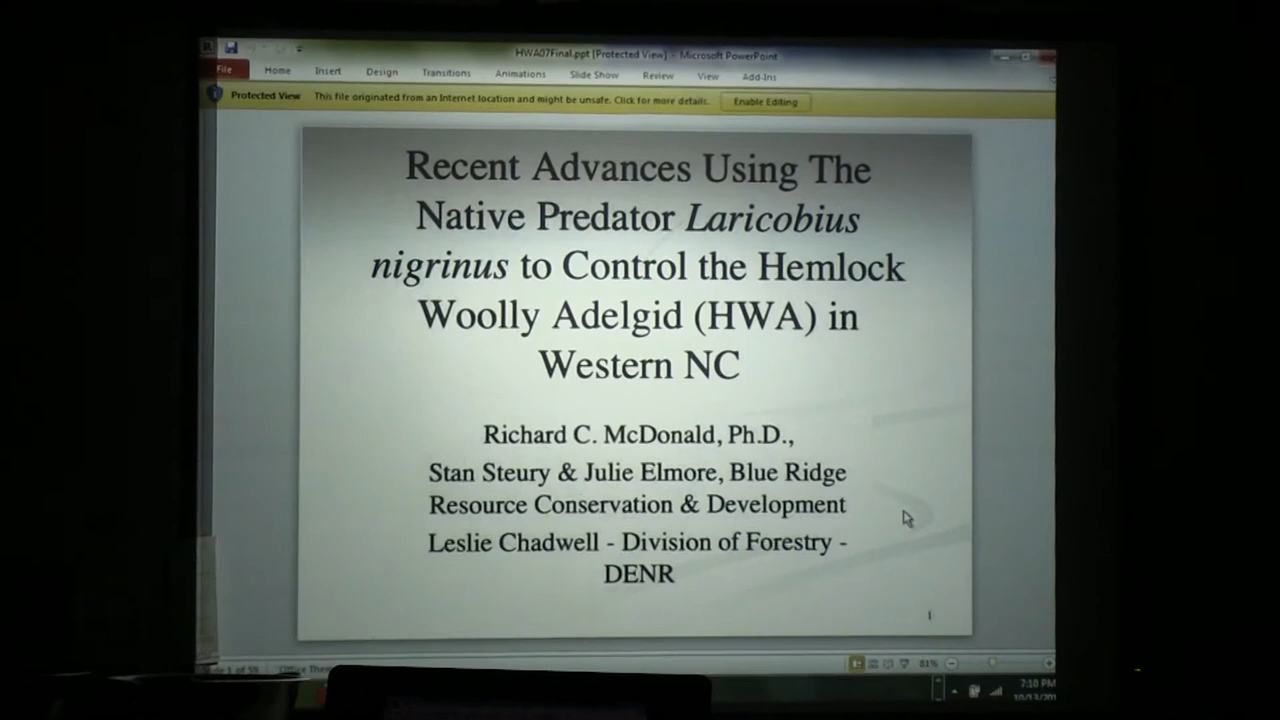 HWA07Final.ppt [Protected View] - Microsoft PowerPoint
File Home Insert Design Transitions Animations Slide Show Review View Add-Ins
Protected View This file originated from an Internet location and might be unsafe. Click for more details. Enable Editing
Recent Advances Using The
Native Predator Laricobius
nigrinus to Control the Hemlock
Woolly Adelgid (HWA) in
Western NC
Richard C. McDonald, Ph.D.,
Stan Steury & Julie Elmore, Blue Ridge
Resource Conservation & Development
Leslie Chadwell - Division of Forestry -
DENR
1
1 of 59 81%
7:10 PM